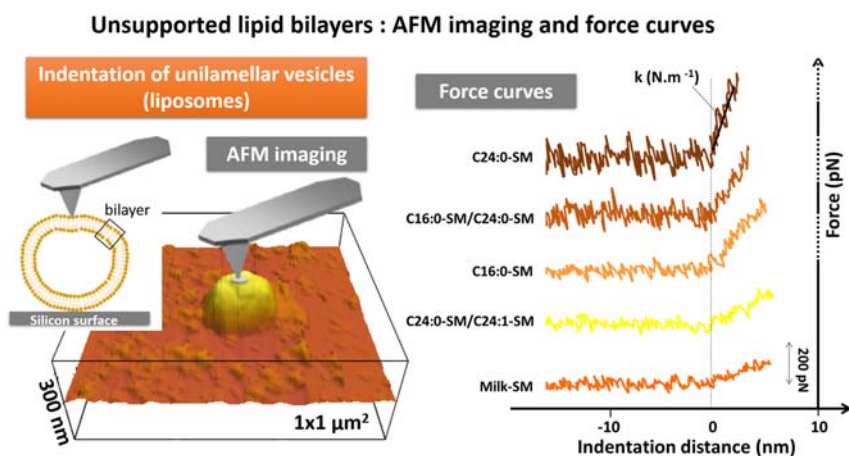 Unsupported lipid bilayers : AFM imaging and force curves
Indentation of unilamellar vesicles
(liposomes)
AFM imaging
bilayer
Silicon surface
300 nm
1x1 µm²
Force curves
k (N.m⁻¹)
C24:0-SM
C16:0-SM/C24:0-SM
C16:0-SM
C24:0-SM/C24:1-SM
Milk-SM
Force (pN)
200 pN
-10
0
10
Indentation distance (nm)